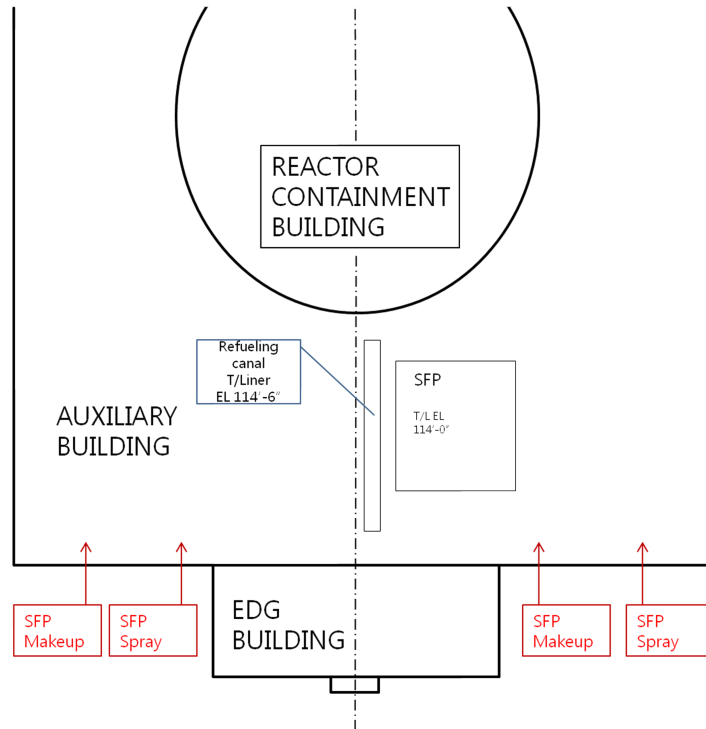 REACTOR
CONTAINMENT
BUILDING
Refueling
canal
T/Liner
EL 114'-6"
SFP
T/L EL
114'-0"
AUXILIARY
BUILDING
SFP
Makeup
SFP
Spray
EDG
BUILDING
SFP
Makeup
SFP
Spray